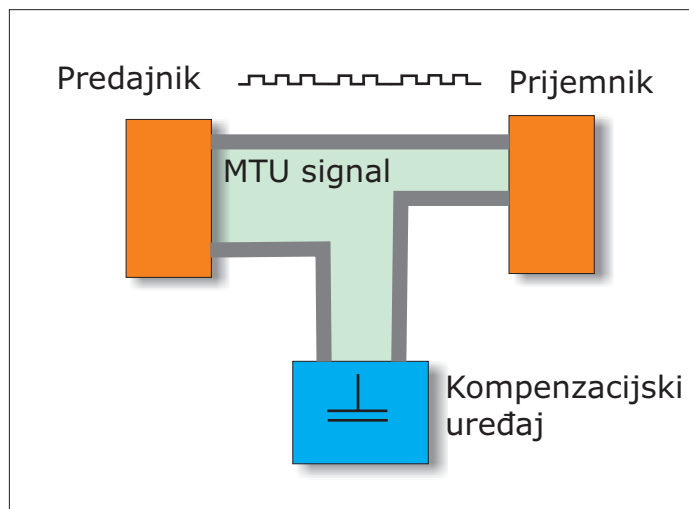 Predajnik
Prijemnik
MTU signal
Kompenzacijski
uređaj